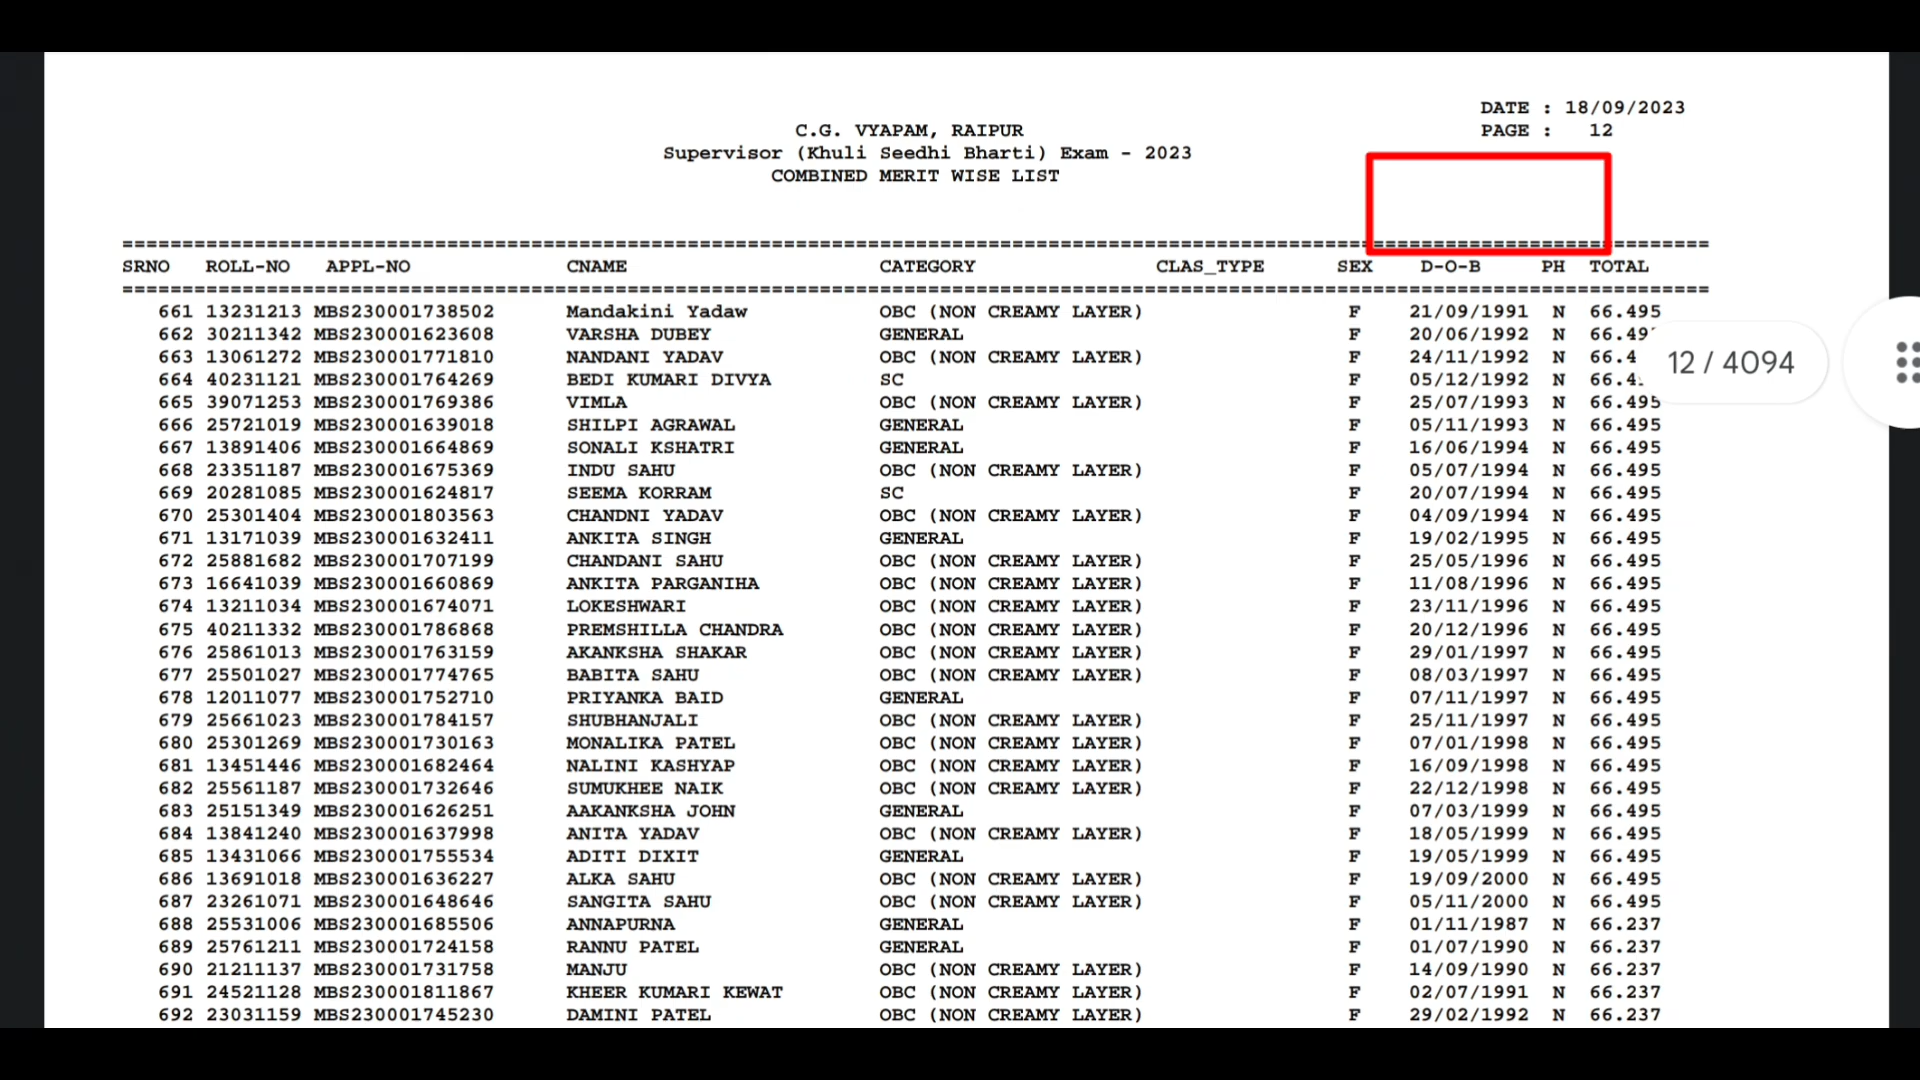 DATE : 18/09/2023
C.G. VYAPAM, RAIPUR PAGE : 12
Supervisor (Khuli Seedhi Bharti) Exam - 2023
COMBINED MERIT WISE LIST
SRNO ROLL-NO APPL-NO CNAME CATEGORY CLAS_TYPE SEX D-O-B PH TOTAL
661 13231213 MBS230001738502 Mandakini Yadaw OBC (NON CREAMY LAYER) F 21/09/1991 N 66.495
662 30211342 MBS230001623608 VARSHA DUBEY GENERAL F 20/06/1992 N
663 13061272 MBS230001771810 NANDANI YADAV OBC (NON CREAMY LAYER) F 24/11/1992 N
12 / 4094
664 40231121 MBS230001764269 BEDI KUMARI DIVYA SC F 05/12/1992 N
665 39071253 MBS230001769386 VIMLA OBC (NON CREAMY LAYER) F 25/07/1993 N 66.495
666 25721019 MBS230001639018 SHILPI AGRAWAL GENERAL F 05/11/1993 N 66.495
667 13891406 MBS230001664869 SONALI KSHATRI GENERAL F 16/06/1994 N 66.495
668 23351187 MBS230001675369 INDU SAHU OBC (NON CREAMY LAYER) F 05/07/1994 N 66.495
669 20281085 MBS230001624817 SEEMA KORRAM SC F 20/07/1994 N 66.495
670 25301404 MBS230001803563 CHANDNI YADAV OBC (NON CREAMY LAYER) F 04/09/1994 N 66.495
671 13171039 MBS230001632411 ANKITA SINGH GENERAL F 19/02/1995 N 66.495
672 25881682 MBS230001707199 CHANDANI SAHU OBC (NON CREAMY LAYER) F 25/05/1996 N 66.495
673 16641039 MBS230001660869 ANKITA PARGANIHA OBC (NON CREAMY LAYER) F 11/08/1996 N 66.495
674 13211034 MBS230001674071 LOKESHWARI OBC (NON CREAMY LAYER) F 23/11/1996 N 66.495
675 40211332 MBS230001786868 PREMSHILLA CHANDRA OBC (NON CREAMY LAYER) F 20/12/1996 N 66.495
676 25861013 MBS230001763159 AKANKSHA SHAKAR OBC (NON CREAMY LAYER) F 29/01/1997 N 66.495
677 25501027 MBS230001774765 BABITA SAHU OBC (NON CREAMY LAYER) F 08/03/1997 N 66.495
678 12011077 MBS230001752710 PRIYANKA BAID GENERAL F 07/11/1997 N 66.495
679 25661023 MBS230001784157 SHUBHANJALI OBC (NON CREAMY LAYER) F 25/11/1997 N 66.495
680 25301269 MBS230001730163 MONALIKA PATEL OBC (NON CREAMY LAYER) F 07/01/1998 N 66.495
681 13451446 MBS230001682464 NALINI KASHYAP OBC (NON CREAMY LAYER) F 16/09/1998 N 66.495
682 25561187 MBS230001732646 SUMUKHEE NAIK OBC (NON CREAMY LAYER) F 22/12/1998 N 66.495
683 25151349 MBS230001626251 AAKANKSHA JOHN GENERAL F 07/03/1999 N 66.495
684 13841240 MBS230001637998 ANITA YADAV OBC (NON CREAMY LAYER) F 18/05/1999 N 66.495
685 13431066 MBS230001755534 ADITI DIXIT GENERAL F 19/05/1999 N 66.495
686 13691018 MBS230001636227 ALKA SAHU OBC (NON CREAMY LAYER) F 19/09/2000 N 66.495
687 23261071 MBS230001648646 SANGITA SAHU OBC (NON CREAMY LAYER) F 05/11/2000 N 66.495
688 25531006 MBS230001685506 ANNAPURNA GENERAL F 01/11/1987 N 66.237
689 25761211 MBS230001724158 RANNU PATEL GENERAL F 01/07/1990 N 66.237
690 21211137 MBS230001731758 MANJU OBC (NON CREAMY LAYER) F 14/09/1990 N 66.237
691 24521128 MBS230001811867 KHEER KUMARI KEWAT OBC (NON CREAMY LAYER) F 02/07/1991 N 66.237
692 23031159 MBS230001745230 DAMINI PATEL OBC (NON CREAMY LAYER) F 29/02/1992 N 66.237